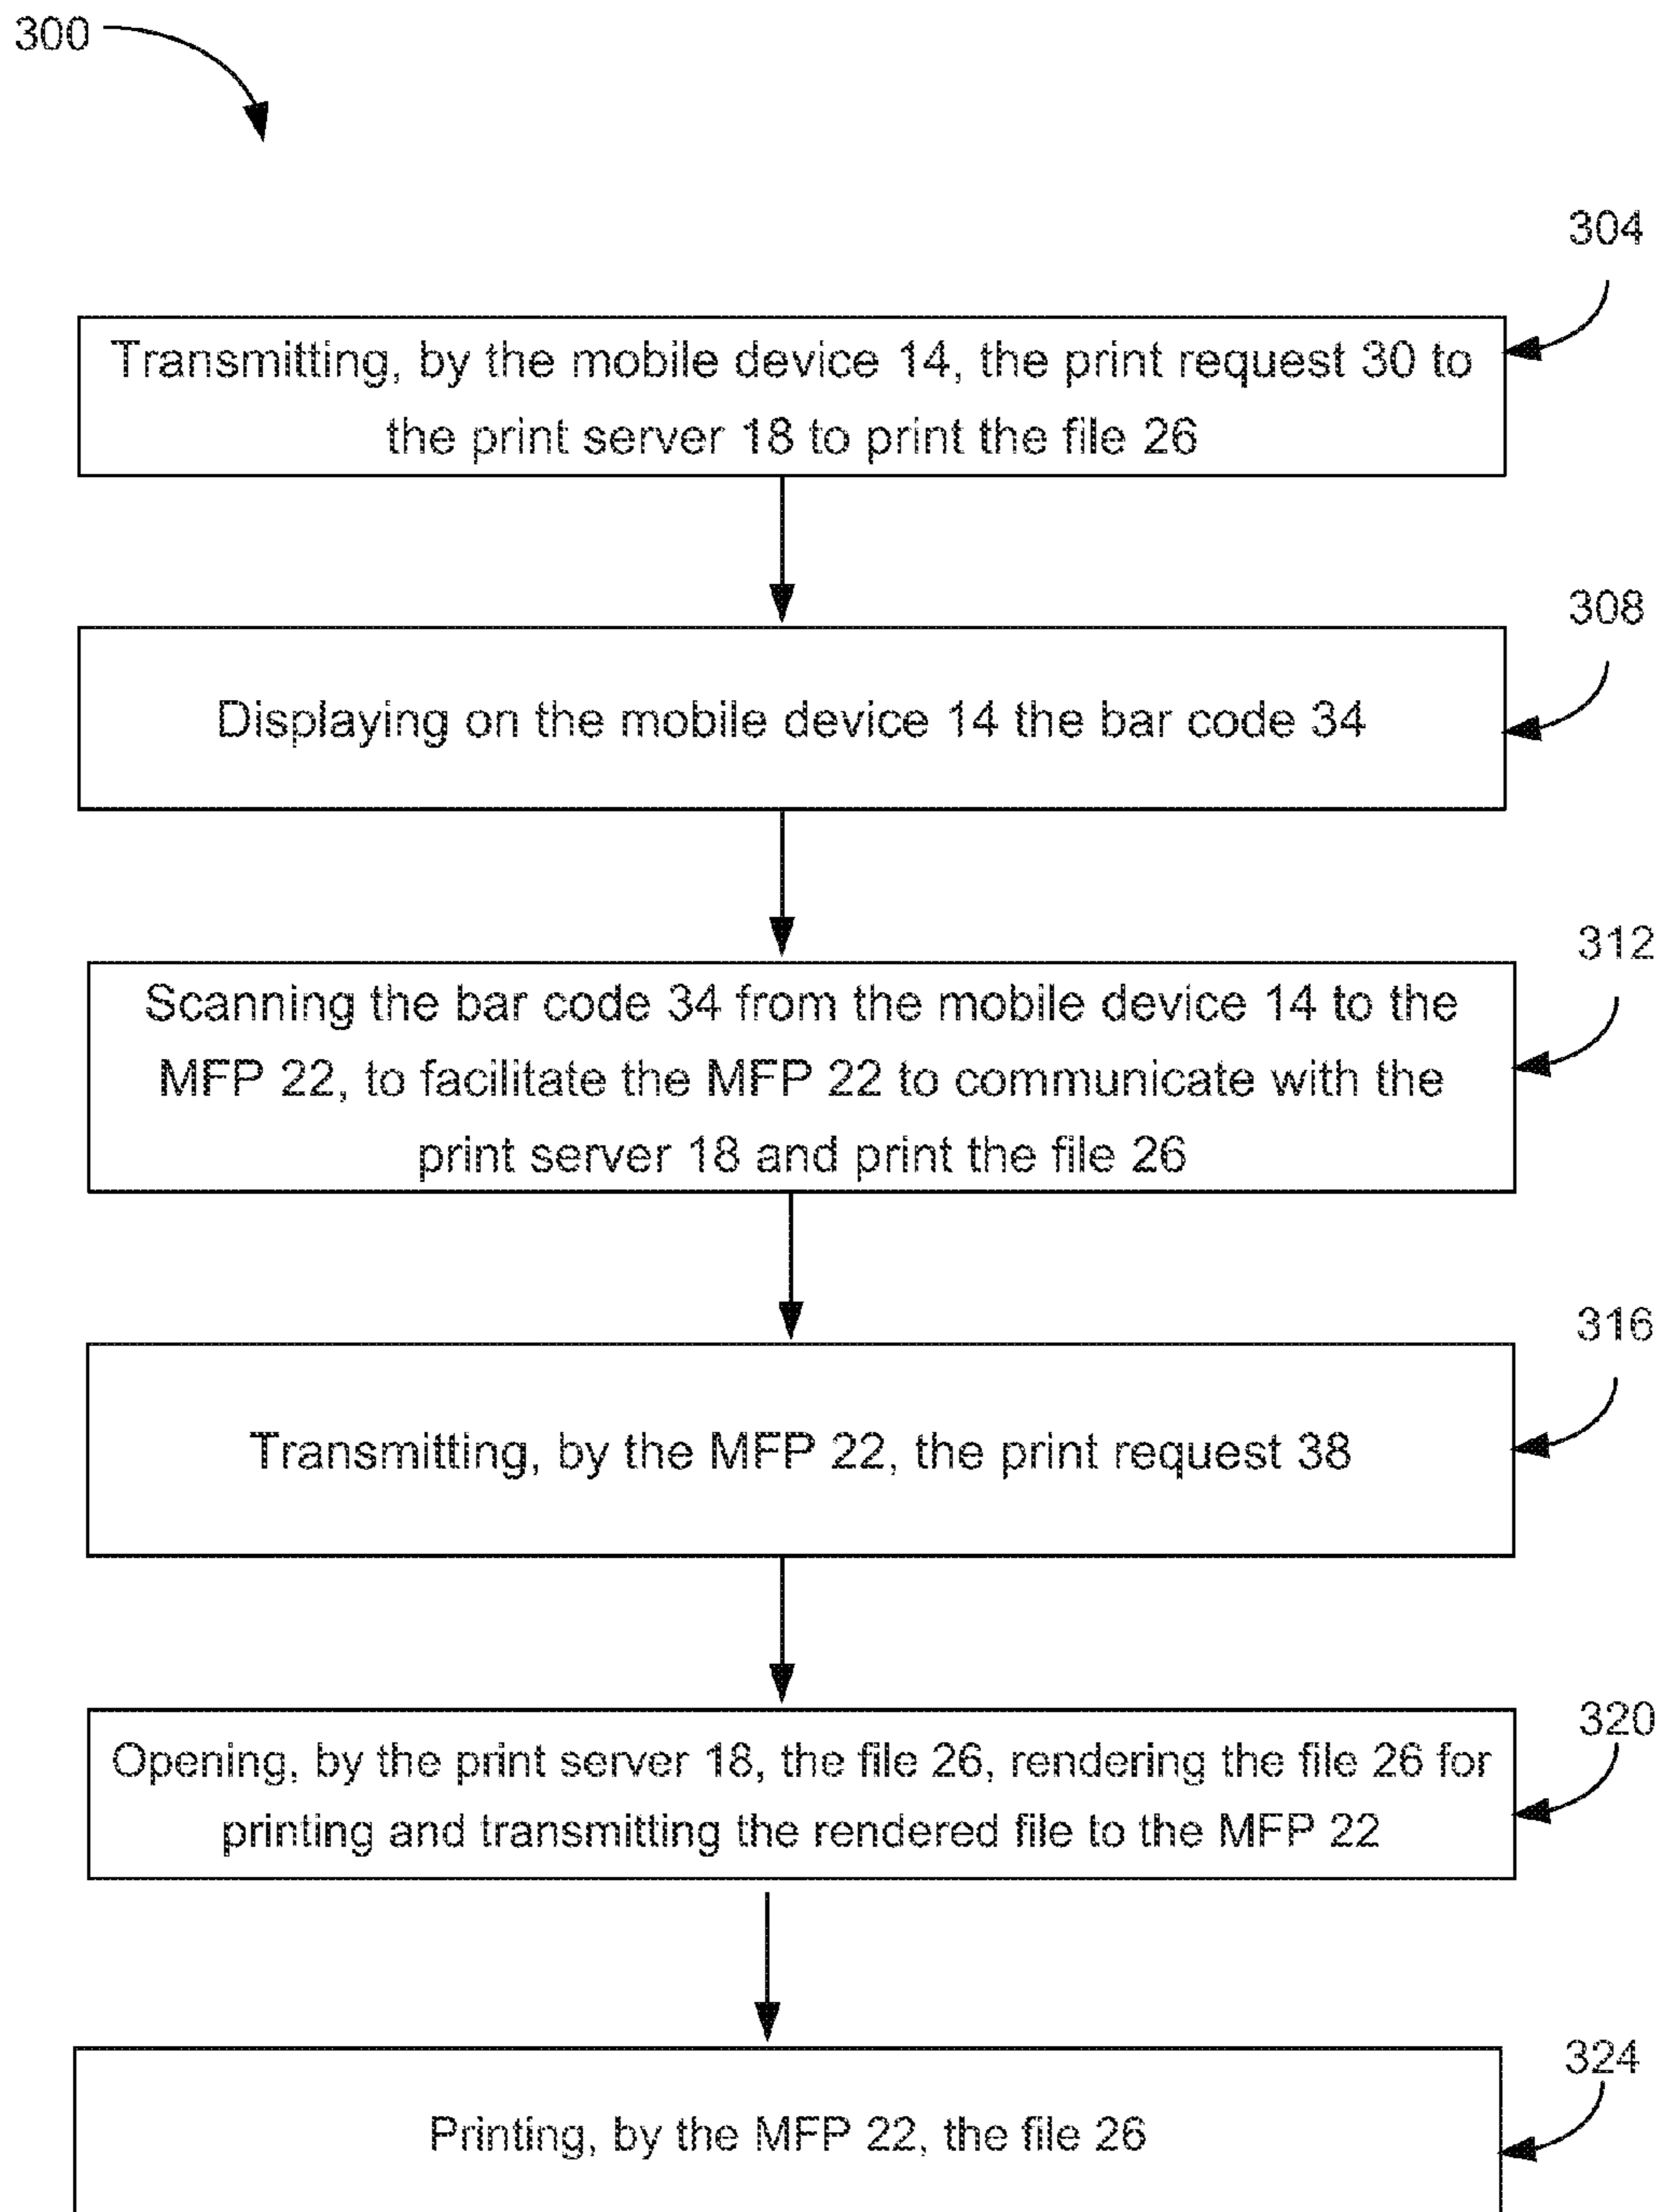 300
304
Transmitting, by the mobile device 14, the print request 30 to
the print server 18 to print the file 26
308
Displaying on the mobile device 14 the bar code 34
312
Scanning the bar code 34 from the mobile device 14 to the
MFP 22, to facilitate the MFP 22 to communicate with the
print server 18 and print the file 26
316
Transmitting, by the MFP 22, the print request 38
320
Opening, by the print server 18, the file 26, rendering the file 26 for
printing and transmitting the rendered file to the MFP 22
324
Printing, by the MFP 22, the file 26